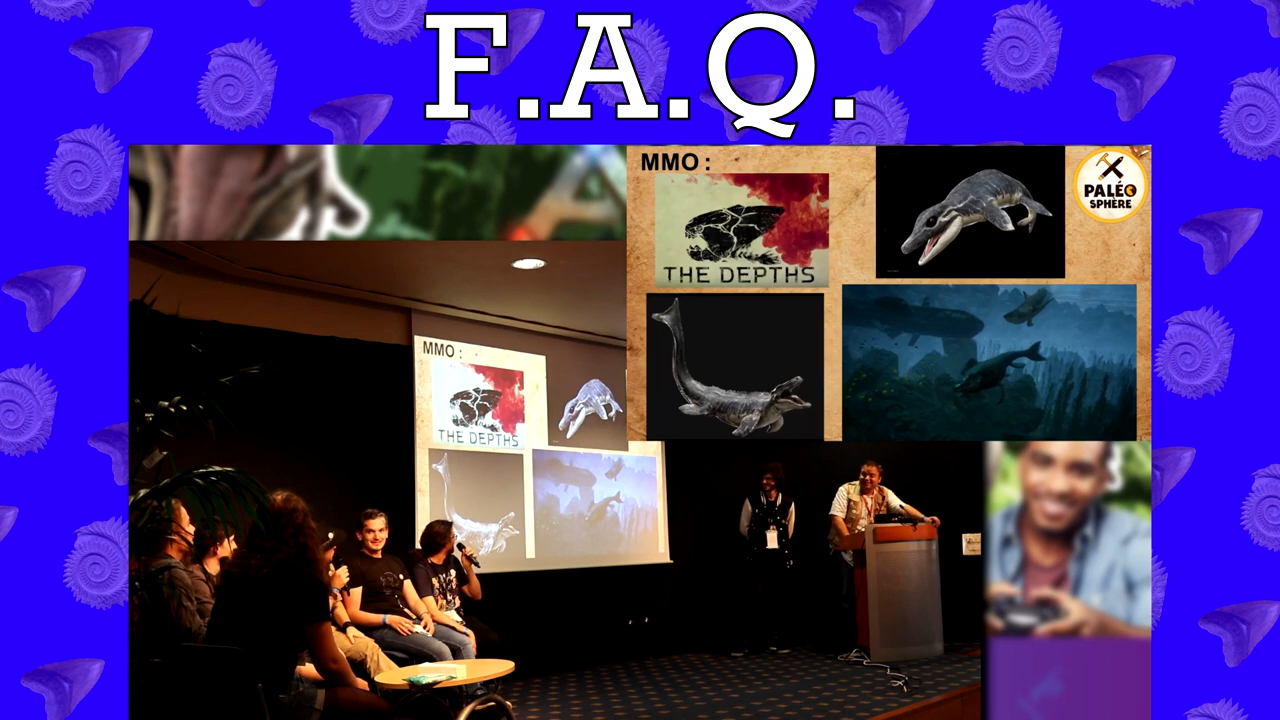 F.A.Q.
MMO :
THE DEPTHS
PALÉO
SPHÈRE
MMO :
THE DEPTHS